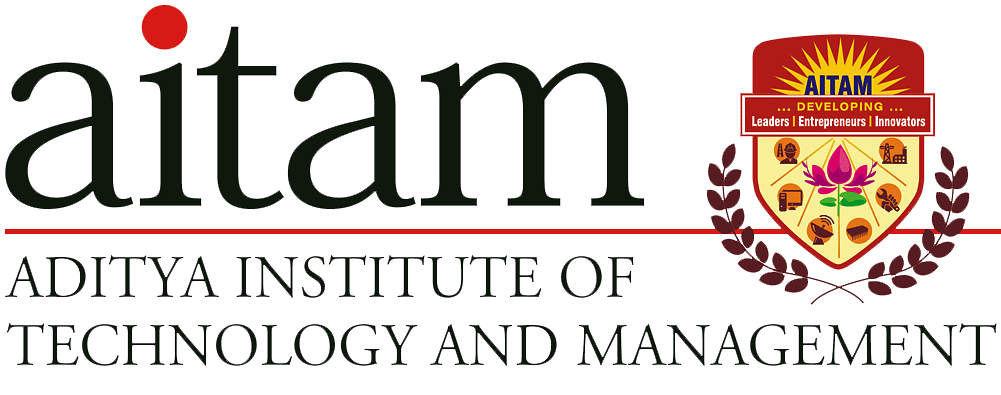 aitam
AITAM
... DEVELOPING ...
Leaders | Entrepreneurs | Innovators
ADITYA INSTITUTE OF
TECHNOLOGY AND MANAGEMENT